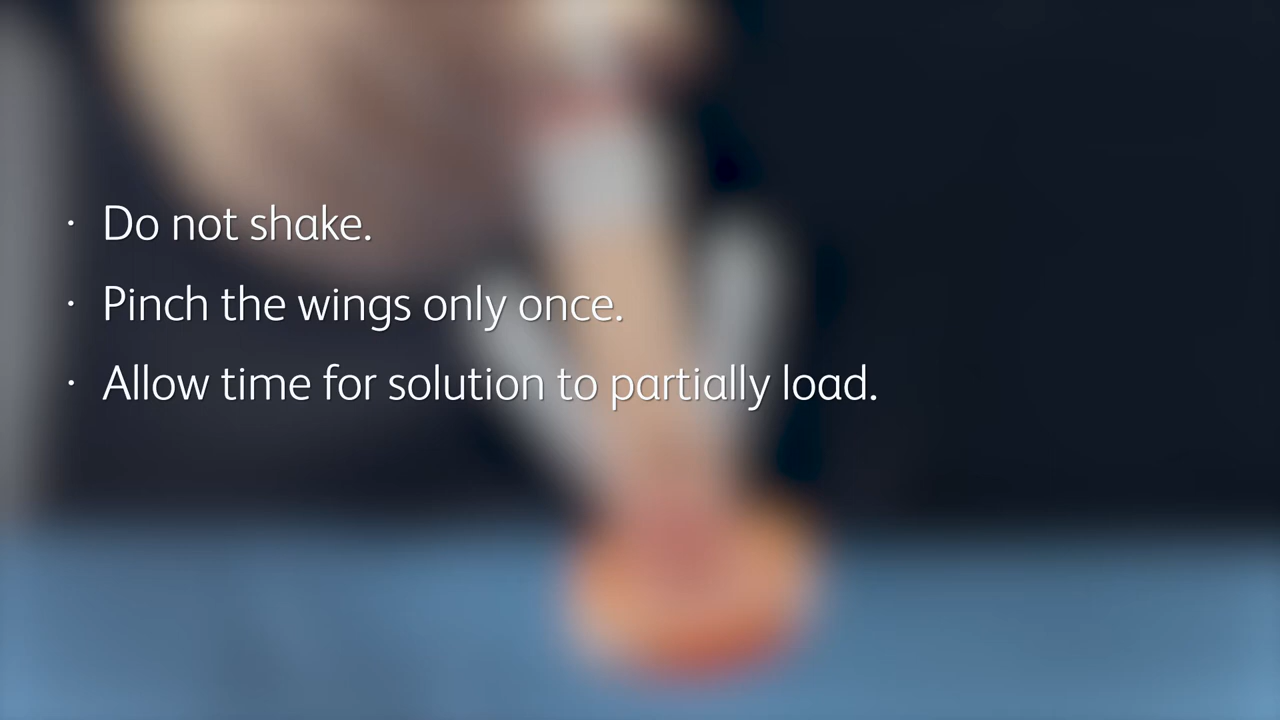 · Do not shake.
· Pinch the wings only once.
· Allow time for solution to partially load.